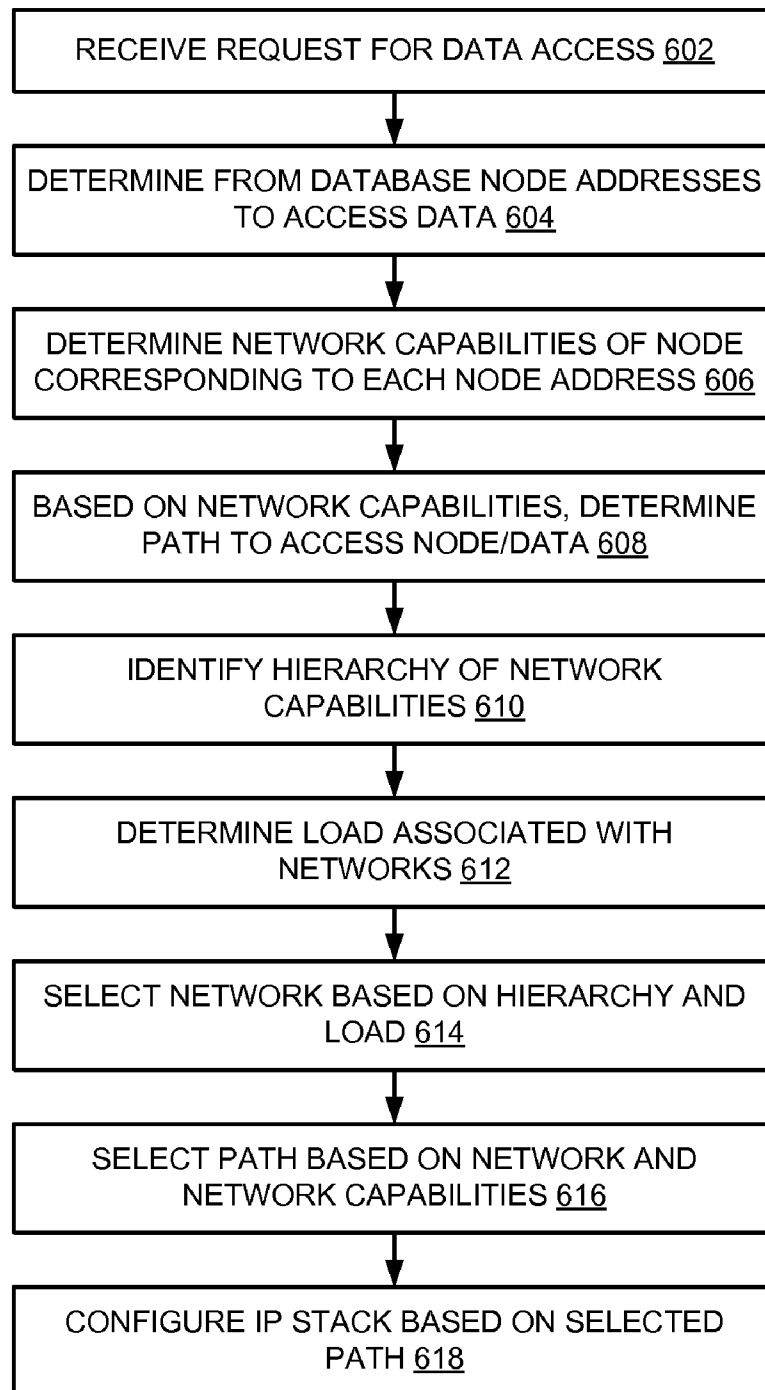 RECEIVE REQUEST FOR DATA ACCESS 602
DETERMINE FROM DATABASE NODE ADDRESSES
TO ACCESS DATA 604
DETERMINE NETWORK CAPABILITIES OF NODE
CORRESPONDING TO EACH NODE ADDRESS 606
BASED ON NETWORK CAPABILITIES, DETERMINE
PATH TO ACCESS NODE/DATA 608
IDENTIFY HIERARCHY OF NETWORK
CAPABILITIES 610
DETERMINE LOAD ASSOCIATED WITH
NETWORKS 612
SELECT NETWORK BASED ON HIERARCHY AND
LOAD 614
SELECT PATH BASED ON NETWORK AND
NETWORK CAPABILITIES 616
CONFIGURE IP STACK BASED ON SELECTED
PATH 618